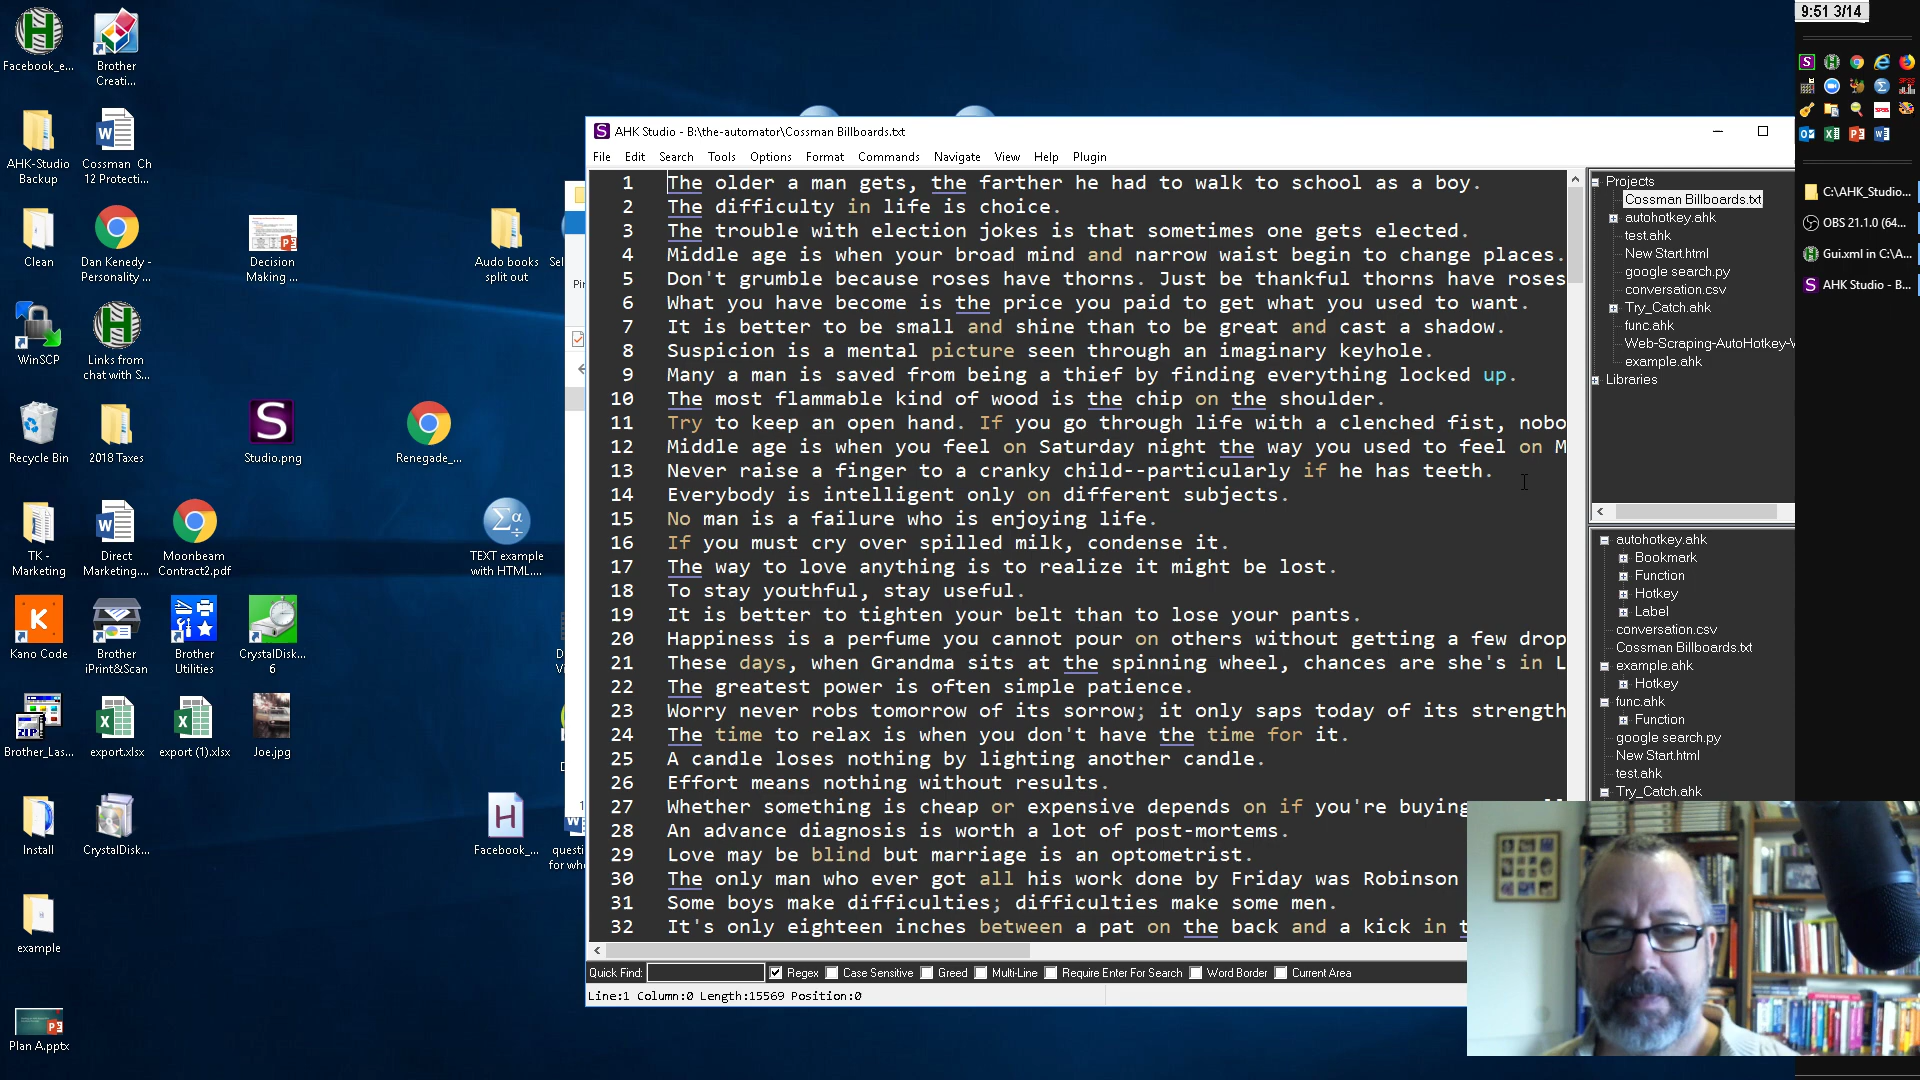 9:51 3/14
Facebook_e...
Brother
Creati...
AHK-Studio
Backup
Cossman_Ch
12 Protecti...
Clean
Dan Kenedy -
Personality ...
Decision
Making ...
Audo books
split out
WinSCP
Links from
chat with S...
Recycle Bin
2018 Taxes
Studio.png
Renegade_...
TK -
Marketing
Direct
Marketing....
Moonbeam
Contract2.pdf
TEXT example
with HTML....
Kano Code
Brother
iPrint&Scan
Brother
Utilities
CrystalDisk...
6
Brother_Las...
export.xlsx
export (1).xlsx
Joe.jpg
Install
CrystalDisk...
Facebook_...
example
Plan A.pptx
AHK Studio - B:\the-automator\Cossman Billboards.txt
File Edit Search Tools Options Format Commands Navigate View Help Plugin
1 The older a man gets, the farther he had to walk to school as a boy.
2 The difficulty in life is choice.
3 The trouble with election jokes is that sometimes one gets elected.
4 Middle age is when your broad mind and narrow waist begin to change places.
5 Don't grumble because roses have thorns. Just be thankful thorns have roses
6 What you have become is the price you paid to get what you used to want.
7 It is better to be small and shine than to be great and cast a shadow.
8 Suspicion is a mental picture seen through an imaginary keyhole.
9 Many a man is saved from being a thief by finding everything locked up.
10 The most flammable kind of wood is the chip on the shoulder.
11 Try to keep an open hand. If you go through life with a clenched fist, nobo
12 Middle age is when you feel on Saturday night the way you used to feel on M
13 Never raise a finger to a cranky child--particularly if he has teeth.
14 Everybody is intelligent only on different subjects.
15 No man is a failure who is enjoying life.
16 If you must cry over spilled milk, condense it.
17 The way to love anything is to realize it might be lost.
18 To stay youthful, stay useful.
19 It is better to tighten your belt than to lose your pants.
20 Happiness is a perfume you cannot pour on others without getting a few drop
21 These days, when Grandma sits at the spinning wheel, chances are she's in L
22 The greatest power is often simple patience.
23 Worry never robs tomorrow of its sorrow; it only saps today of its strength
24 The time to relax is when you don't have the time for it.
25 A candle loses nothing by lighting another candle.
26 Effort means nothing without results.
27 Whether something is cheap or expensive depends on if you're buying
28 An advance diagnosis is worth a lot of post-mortems.
29 Love may be blind but marriage is an optometrist.
30 The only man who ever got all his work done by Friday was Robinson
31 Some boys make difficulties; difficulties make some men.
32 It's only eighteen inches between a pat on the back and a kick in t
Quick Find: Regex Case Sensitive Greed Multi-Line Require Enter For Search Word Border Current Area
Line:1 Column:0 Length:15569 Position:0
Projects
Cossman Billboards.txt
autohotkey.ahk
test.ahk
New Start.html
google search.py
conversation.csv
Try_Catch.ahk
func.ahk
Web-Scraping-AutoHotkey-V
example.ahk
Libraries
autohotkey.ahk
Bookmark
Function
Hotkey
Label
conversation.csv
Cossman Billboards.txt
example.ahk
Hotkey
func.ahk
Function
google search.py
New Start.html
test.ahk
Try_Catch.ahk
C:\AHK_Studio...
OBS 21.1.0 (64...
Gui.xml in C:\A...
AHK Studio - B...